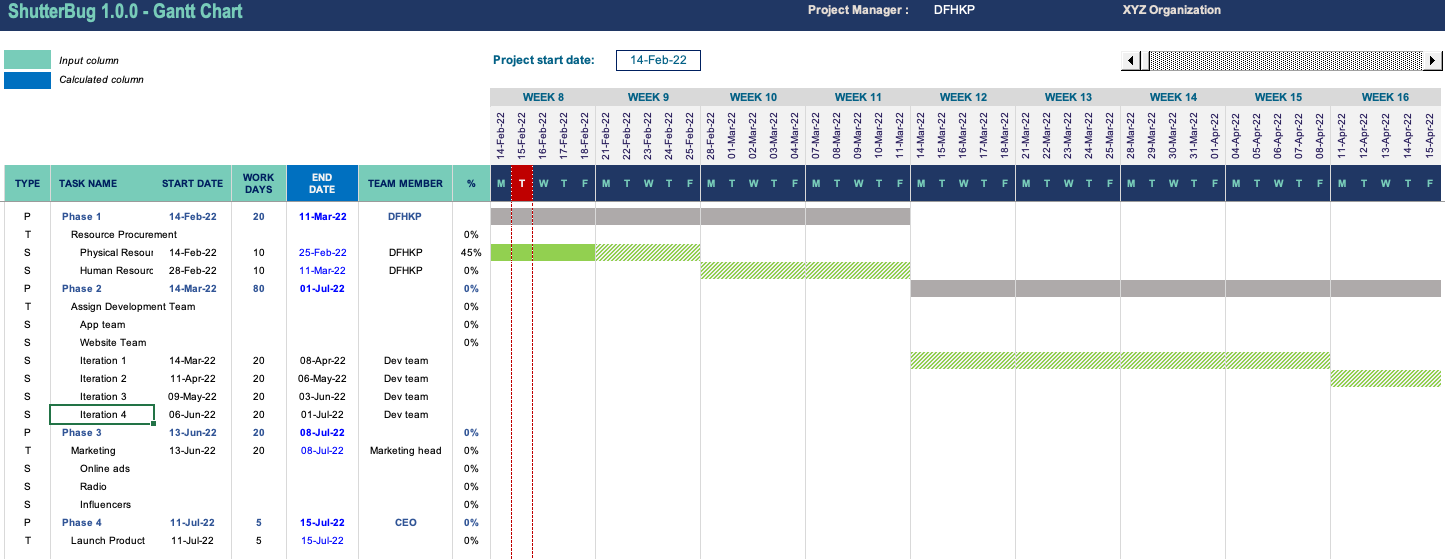 ShutterBug 1.0.0 - Gantt Chart Project Manager : DFHKP XYZ Organization
Input column Project start date: 14-Feb-22
Calculated column
WEEK 8 WEEK 9 WEEK 10 WEEK 11 WEEK 12 WEEK 13 WEEK 14 WEEK 15 WEEK 16
14-Feb-22 15-Feb-22 16-Feb-22 17-Feb-22 18-Feb-22 21-Feb-22 22-Feb-22 23-Feb-22 24-Feb-22 25-Feb-22 28-Feb-22 01-Mar-22 02-Mar-22 03-Mar-22 04-Mar-22 07-Mar-22 08-Mar-22 09-Mar-22 10-Mar-22 11-Mar-22 14-Mar-22 15-Mar-22 16-Mar-22 17-Mar-22 18-Mar-22 21-Mar-22 22-Mar-22 23-Mar-22 24-Mar-22 25-Mar-22 28-Mar-22 29-Mar-22 30-Mar-22 31-Mar-22 01-Apr-22 04-Apr-22 05-Apr-22 06-Apr-22 07-Apr-22 08-Apr-22 11-Apr-22 12-Apr-22 13-Apr-22 14-Apr-22 15-Apr-22
TYPE TASK NAME START DATE WORK DAYS END DATE TEAM MEMBER % M T W T F M T W T F M T W T F M T W T F M T W T F M T W T F M T W T F M T W T F M T W T F
P Phase 1 14-Feb-22 20 11-Mar-22 DFHKP
T Resource Procurement 0%
S Physical Resour 14-Feb-22 10 25-Feb-22 DFHKP 45%
S Human Resourc 28-Feb-22 10 11-Mar-22 DFHKP 0%
P Phase 2 14-Mar-22 80 01-Jul-22 0%
T Assign Development Team 0%
S App team 0%
S Website Team 0%
S Iteration 1 14-Mar-22 20 08-Apr-22 Dev team
S Iteration 2 11-Apr-22 20 06-May-22 Dev team
S Iteration 3 09-May-22 20 03-Jun-22 Dev team
S Iteration 4 06-Jun-22 20 01-Jul-22 Dev team
P Phase 3 13-Jun-22 20 08-Jul-22 0%
T Marketing 13-Jun-22 20 08-Jul-22 Marketing head 0%
S Online ads 0%
S Radio 0%
S Influencers 0%
P Phase 4 11-Jul-22 5 15-Jul-22 CEO 0%
T Launch Product 11-Jul-22 5 15-Jul-22 0%